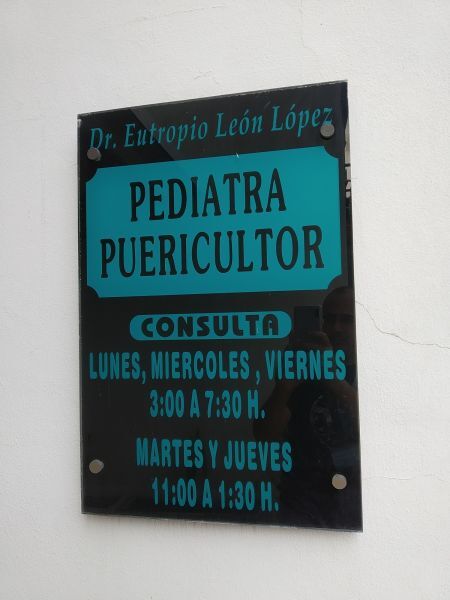 Dr. Eutropio León López
PEDIATRA
PUERICULTOR
CONSULTA
LUNES, MIERCOLES , VIERNES
3:00 A 7:30 H.
MARTES Y JUEVES
11:00 A 1:30 H.